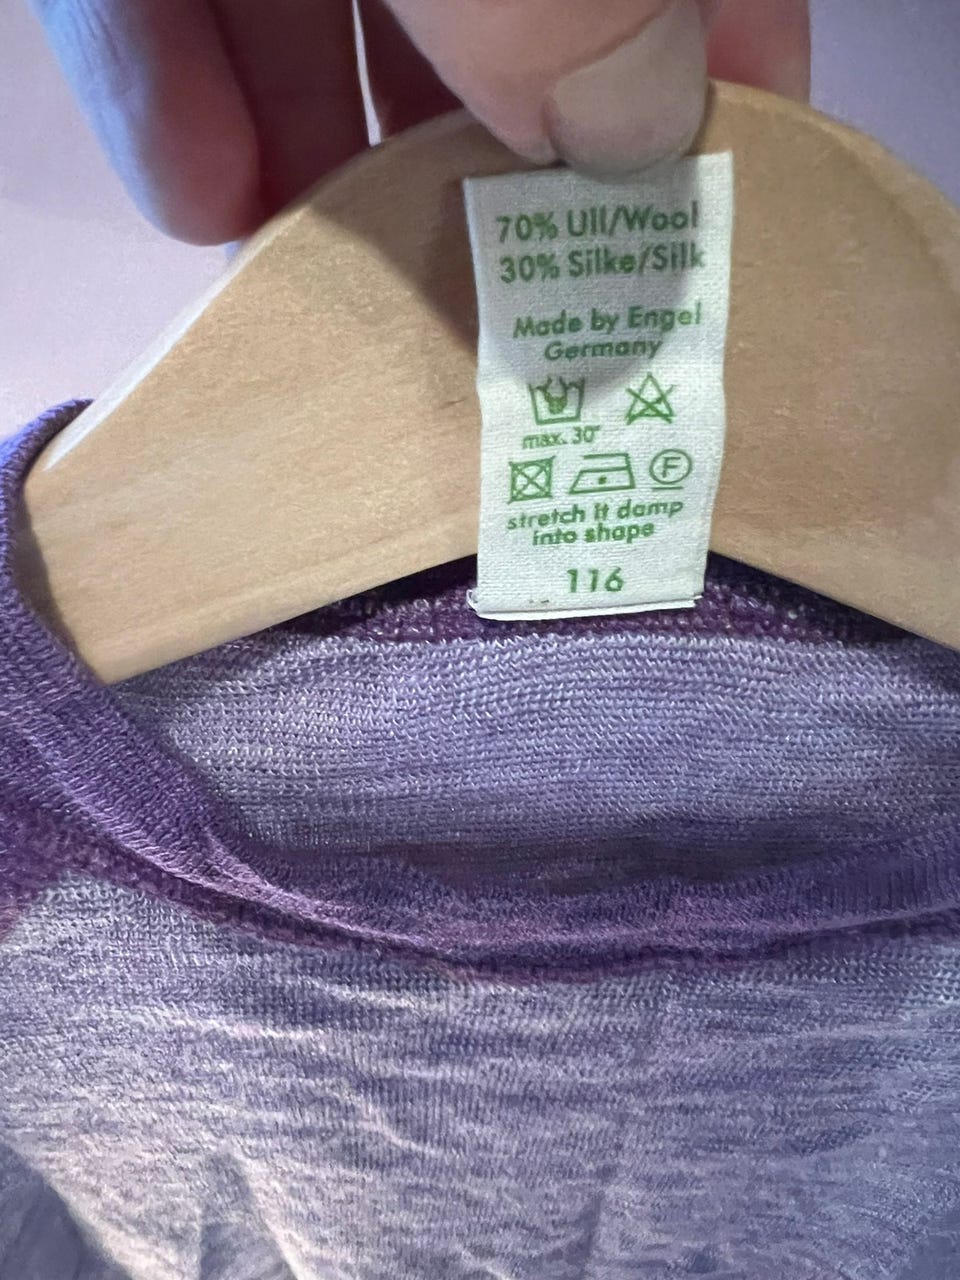 70% Ull/Wool
30% Silke/Silk
Made by Engel
Germany
max. 30°
F
stretch it damp
into shape
116